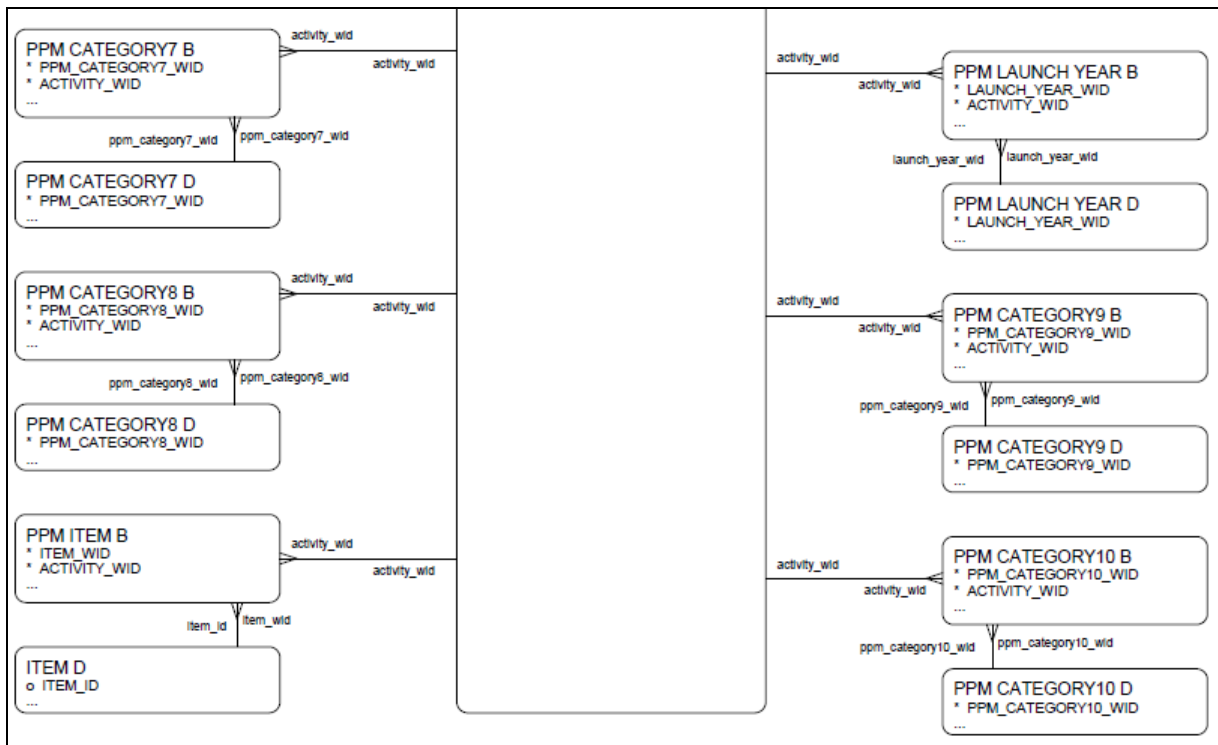 PPM CATEGORY7 B
* PPM_CATEGORY7_WID
* ACTIVITY_WID
...
activity_wid
activity_wid
ppm_category7_wid
ppm_category7_wid
PPM CATEGORY7 D
* PPM_CATEGORY7_WID
...
PPM CATEGORY8 B
* PPM_CATEGORY8_WID
* ACTIVITY_WID
...
activity_wid
activity_wid
ppm_category8_wid
ppm_category8_wid
PPM CATEGORY8 D
* PPM_CATEGORY8_WID
...
PPM ITEM B
* ITEM_WID
* ACTIVITY_WID
...
activity_wid
activity_wid
item_id
item_wid
ITEM D
o ITEM_ID
...
activity_wid
activity_wid
PPM LAUNCH YEAR B
* LAUNCH_YEAR_WID
* ACTIVITY_WID
...
launch_year_wid
launch_year_wid
PPM LAUNCH YEAR D
* LAUNCH_YEAR_WID
...
activity_wid
activity_wid
PPM CATEGORY9 B
* PPM_CATEGORY9_WID
* ACTIVITY_WID
...
ppm_category9_wid
ppm_category9_wid
PPM CATEGORY9 D
* PPM_CATEGORY9_WID
...
activity_wid
activity_wid
PPM CATEGORY10 B
* PPM_CATEGORY10_WID
* ACTIVITY_WID
...
ppm_category10_wid
ppm_category10_wid
PPM CATEGORY10 D
* PPM_CATEGORY10_WID
...